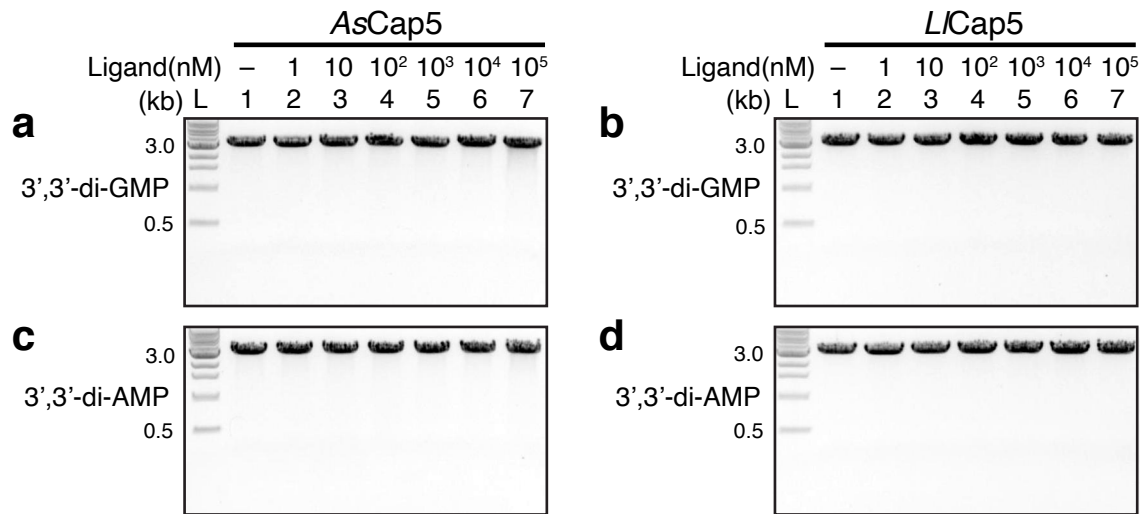 AsCap5
Ligand(nM) – 1 10 10² 10³ 10⁴ 10⁵
(kb) L 1 2 3 4 5 6 7
a
3.0
3’,3’-di-GMP
0.5
c
3.0
3’,3’-di-AMP
0.5
LlCap5
Ligand(nM) – 1 10 10² 10³ 10⁴ 10⁵
(kb) L 1 2 3 4 5 6 7
b
3.0
3’,3’-di-GMP
0.5
d
3.0
3’,3’-di-AMP
0.5